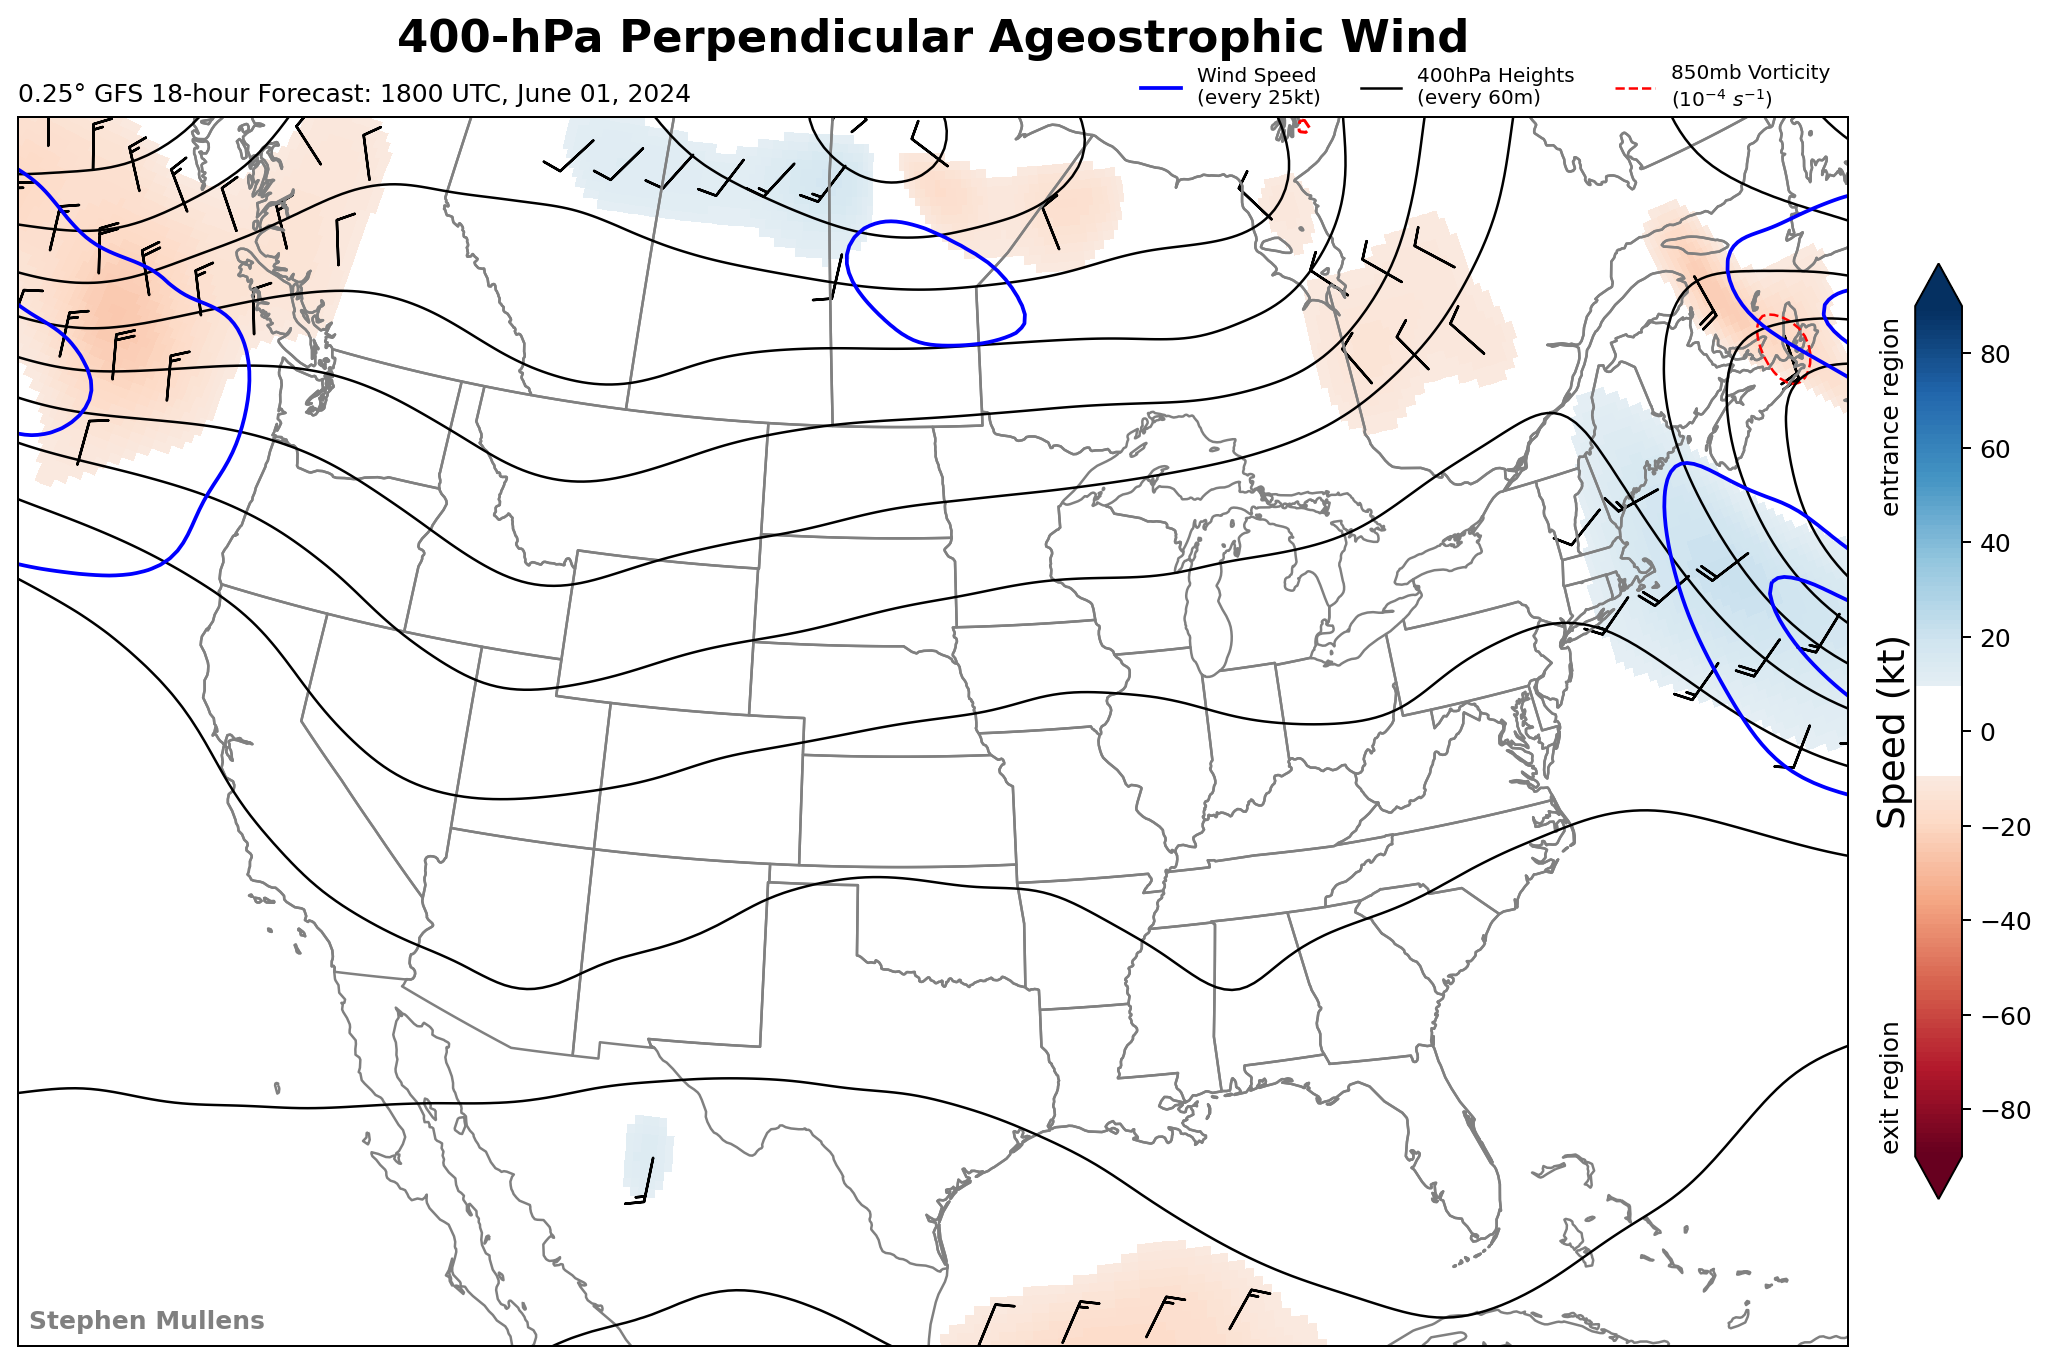 400-hPa Perpendicular Ageostrophic Wind
0.25° GFS 18-hour Forecast: 1800 UTC, June 01, 2024
Wind Speed
(every 25kt)
400hPa Heights
(every 60m)
850mb Vorticity
(10⁻⁴ s⁻¹)
entrance region
Speed (kt)
exit region
80
60
40
20
0
−20
−40
−60
−80
Stephen Mullens